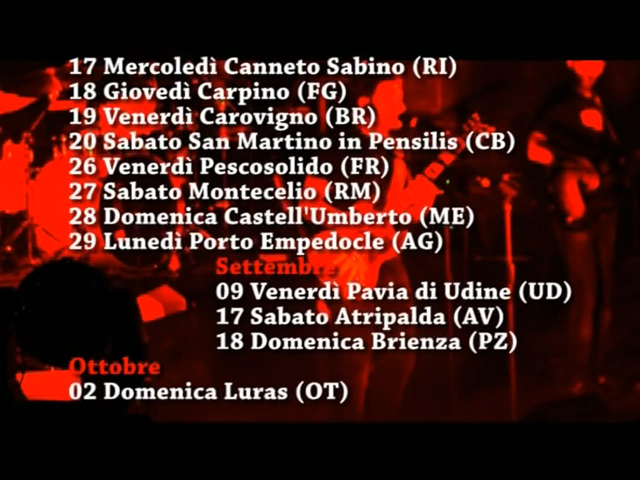 17 Mercoledì Canneto Sabino (RI)
18 Giovedì Carpino (FG)
19 Venerdì Carovigno (BR)
20 Sabato San Martino in Pensilis (CB)
26 Venerdì Pescosolido (FR)
27 Sabato Montecelio (RM)
28 Domenica Castell'Umberto (ME)
29 Lunedì Porto Empedocle (AG)
Settembre
09 Venerdì Pavia di Udine (UD)
17 Sabato Atripalda (AV)
18 Domenica Brienza (PZ)
Ottobre
02 Domenica Luras (OT)